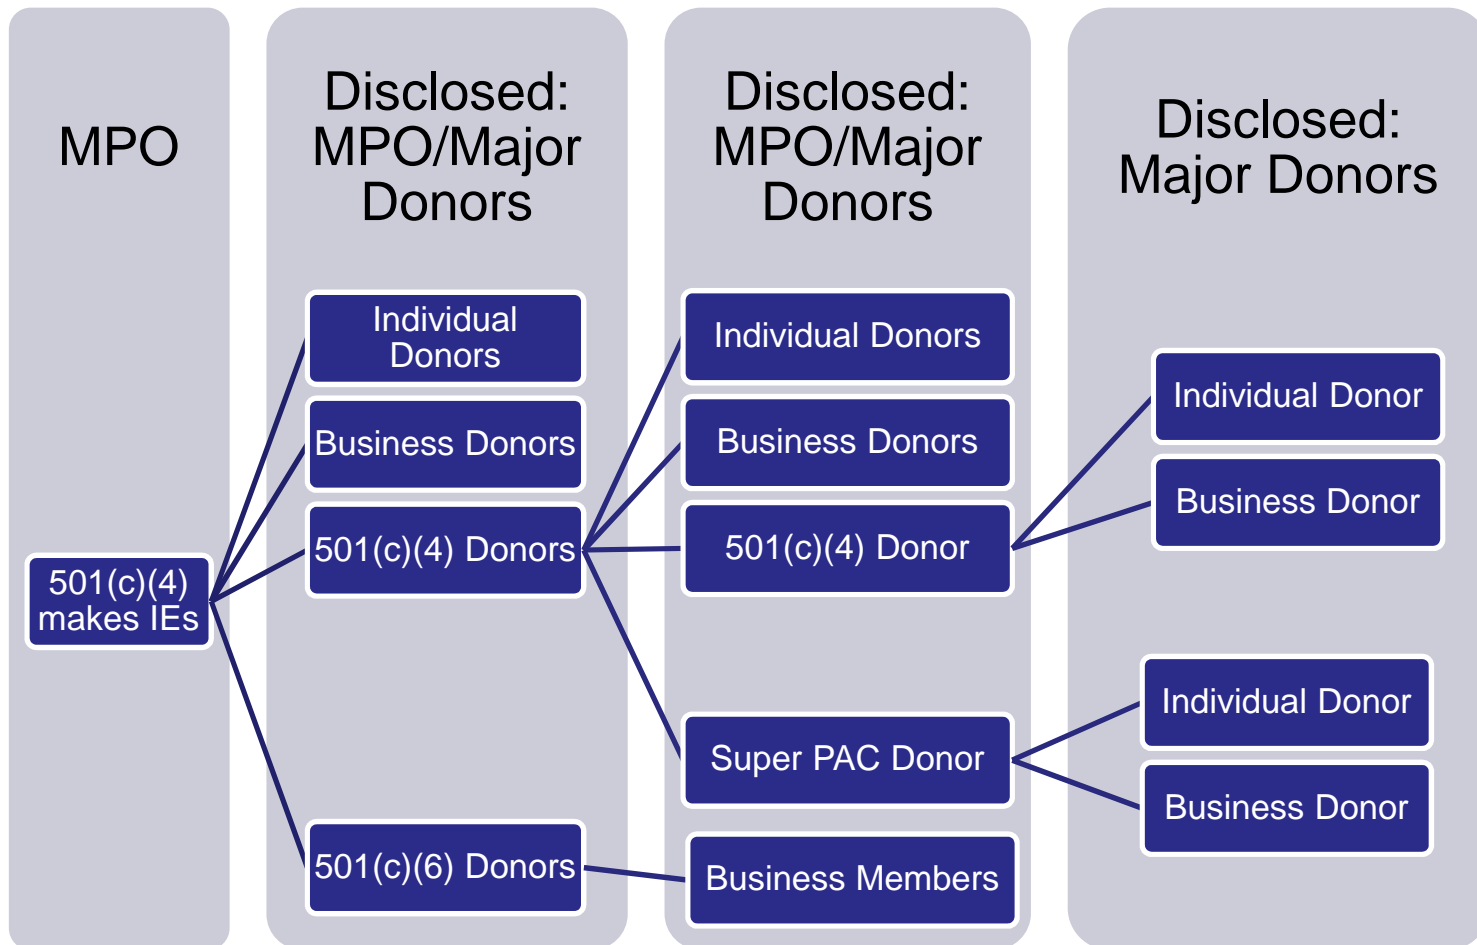 MPO
501(c)(4)
makes IEs
Disclosed:
MPO/Major
Donors
Individual
Donors
Business Donors
501(c)(4) Donors
501(c)(6) Donors
Disclosed:
MPO/Major
Donors
Individual Donors
Business Donors
501(c)(4) Donor
Super PAC Donor
Business Members
Disclosed:
Major Donors
Individual Donor
Business Donor
Individual Donor
Business Donor